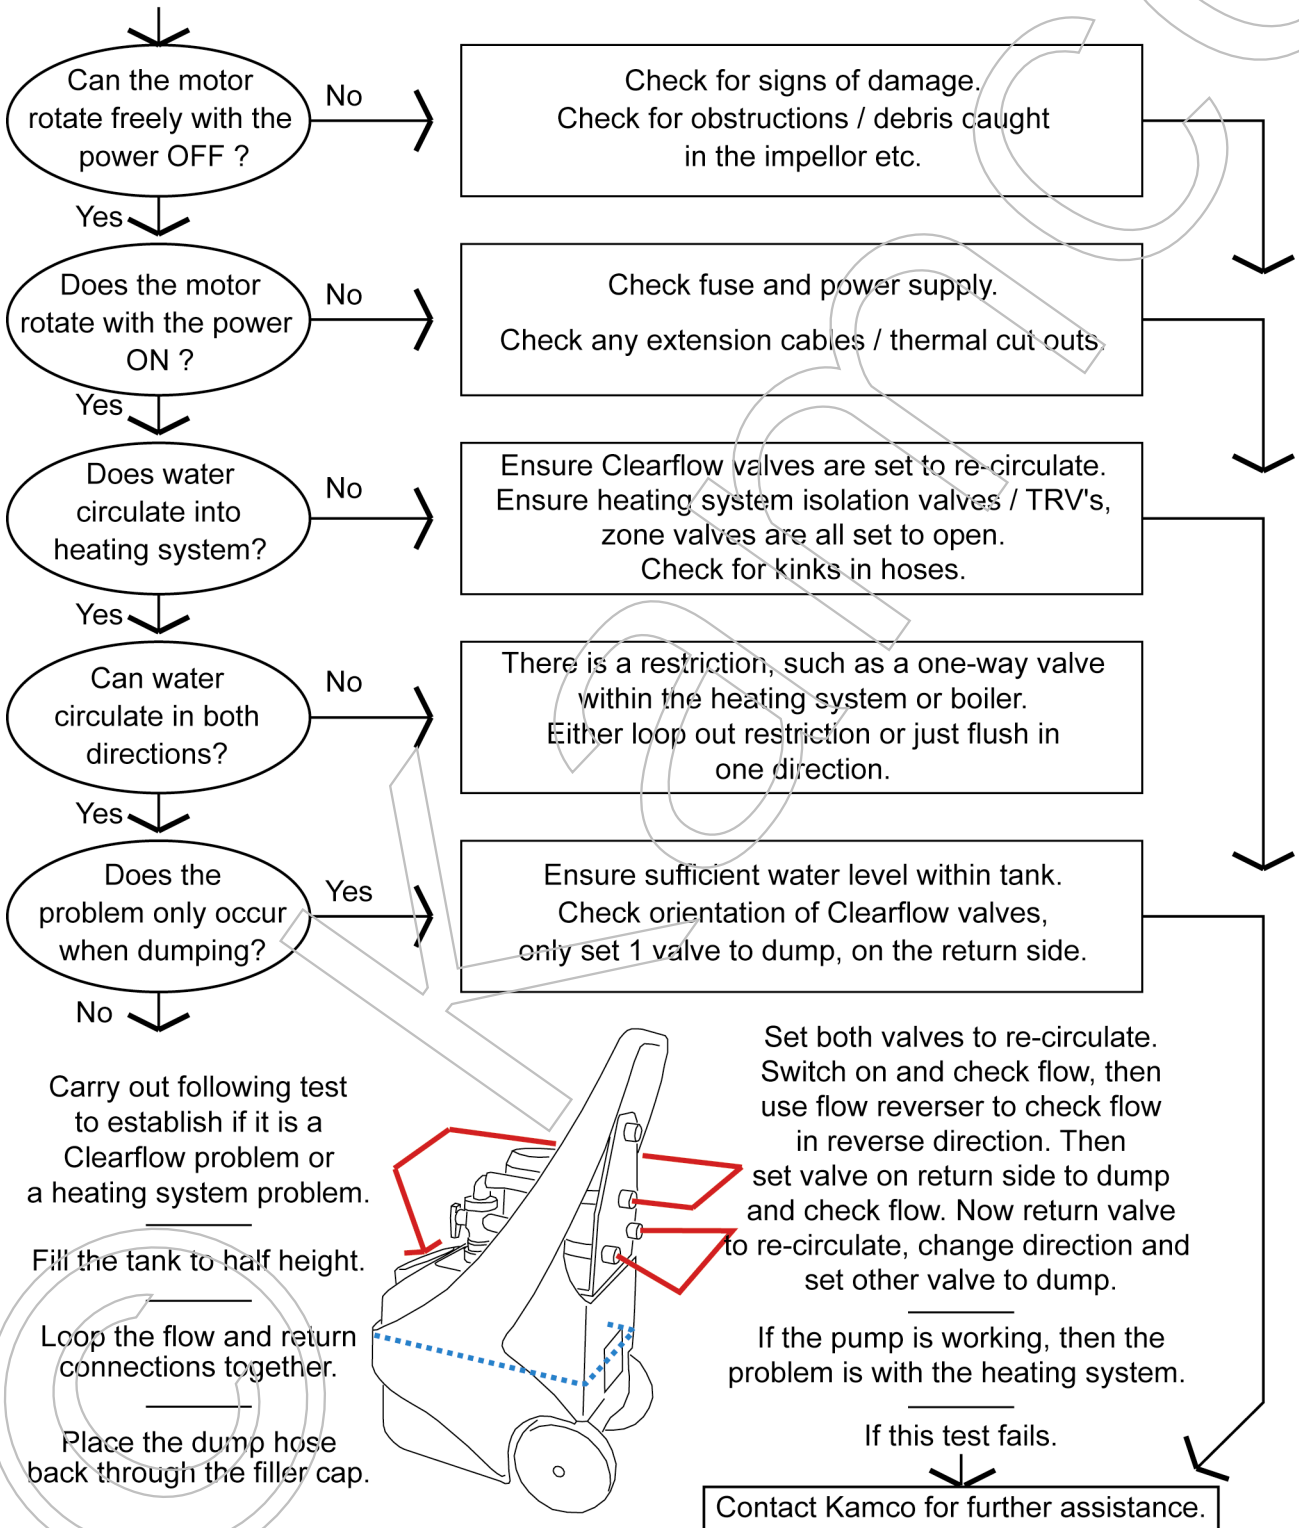 Can the motor
rotate freely with the
power OFF ?
No
Check for signs of damage.
Check for obstructions / debris caught
in the impellor etc.
Yes
Does the motor
rotate with the power
ON ?
No
Check fuse and power supply.
Check any extension cables / thermal cut outs.
Yes
Does water
circulate into
heating system?
No
Ensure Clearflow valves are set to re-circulate.
Ensure heating system isolation valves / TRV's,
zone valves are all set to open.
Check for kinks in hoses.
Yes
Can water
circulate in both
directions?
No
There is a restriction, such as a one-way valve
within the heating system or boiler.
Either loop out restriction or just flush in
one direction.
Yes
Does the
problem only occur
when dumping?
Yes
Ensure sufficient water level within tank.
Check orientation of Clearflow valves,
only set 1 valve to dump, on the return side.
No
Carry out following test
to establish if it is a
Clearflow problem or
a heating system problem.
Fill the tank to half height.
Loop the flow and return
connections together.
Place the dump hose
back through the filler cap.
Set both valves to re-circulate.
Switch on and check flow, then
use flow reverser to check flow
in reverse direction. Then
set valve on return side to dump
and check flow. Now return valve
to re-circulate, change direction and
set other valve to dump.
If the pump is working, then the
problem is with the heating system.
If this test fails.
Contact Kamco for further assistance.
© Kamco